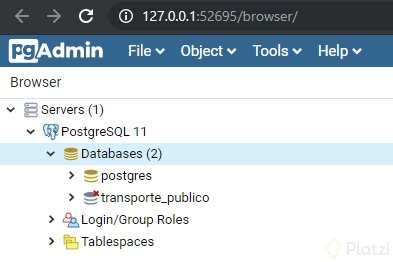 127.0.0.1:52695/browser/
pgAdmin File Object Tools Help
Browser
Servers (1)
PostgreSQL 11
Databases (2)
postgres
transporte_publico
Login/Group Roles
Tablespaces
Platzi